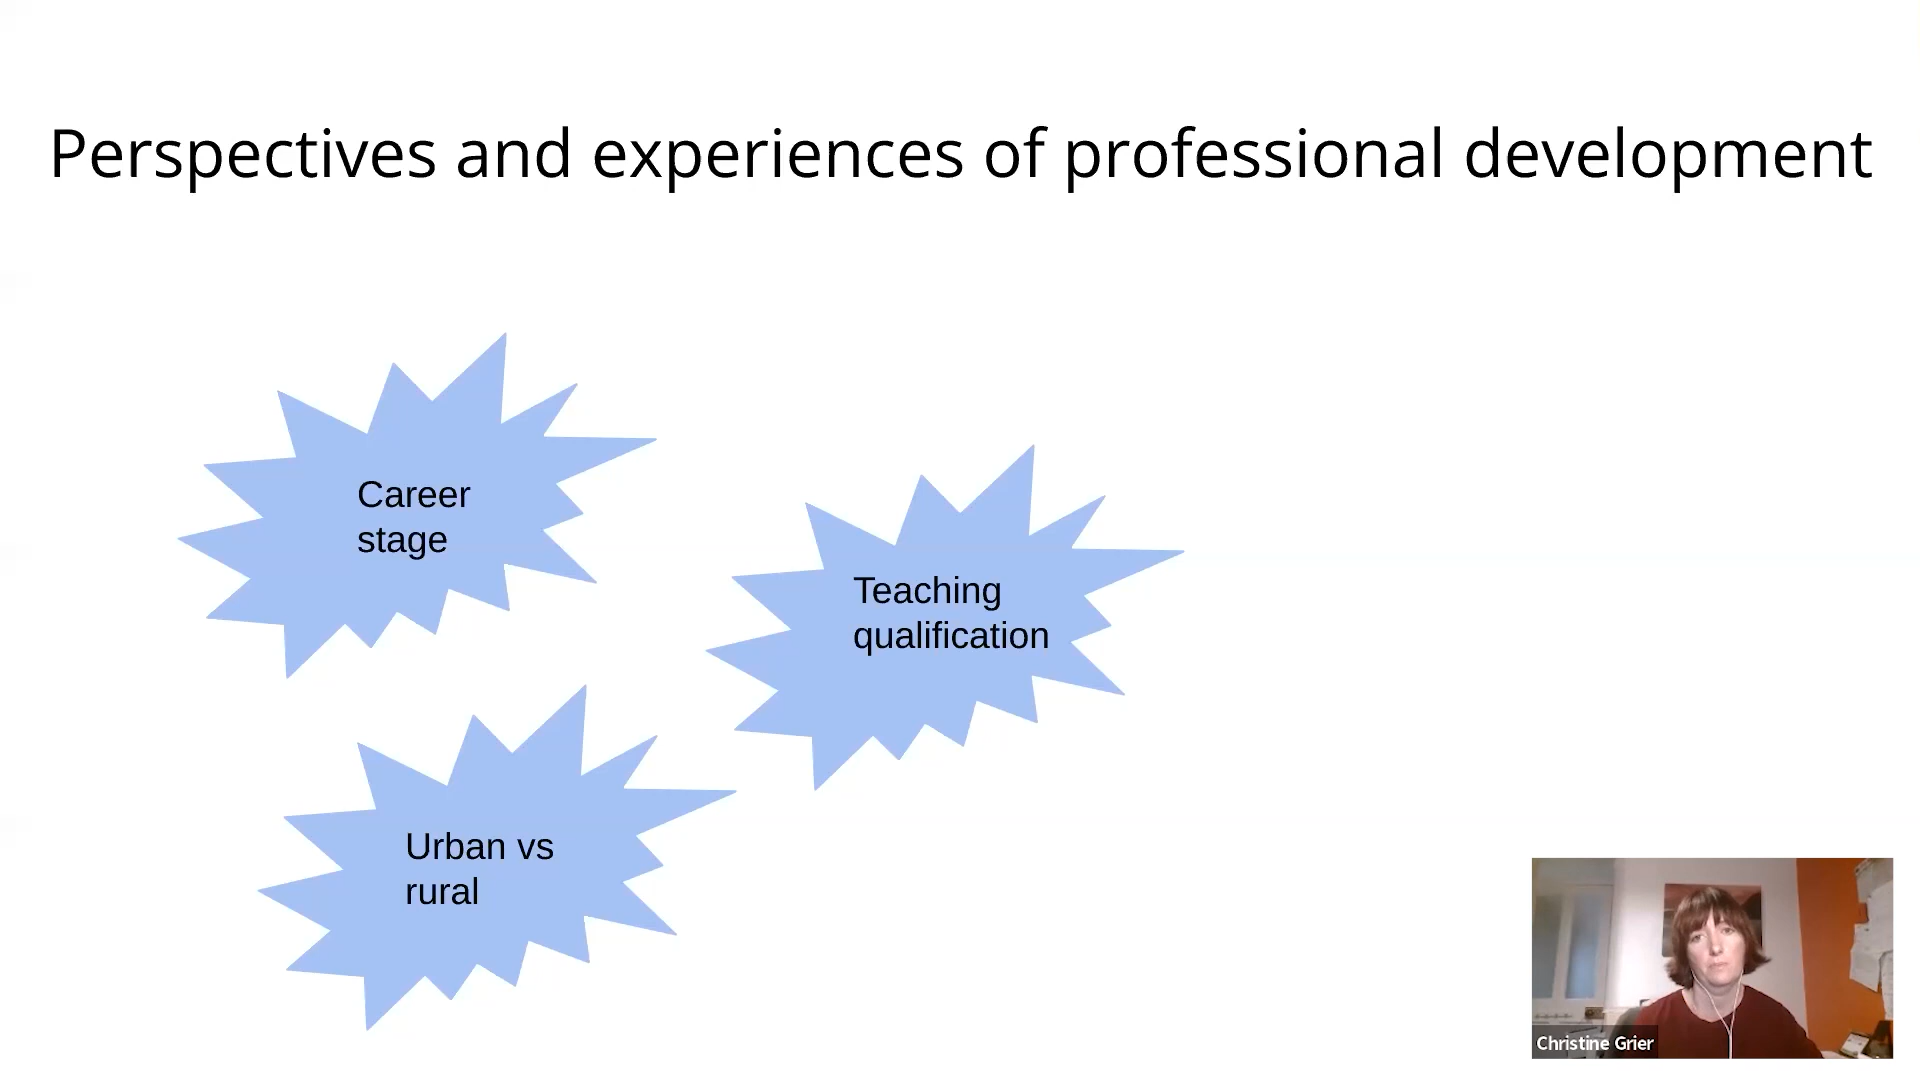 Perspectives and experiences of professional development
Career
stage
Teaching
qualification
Urban vs
rural
Christine Grier